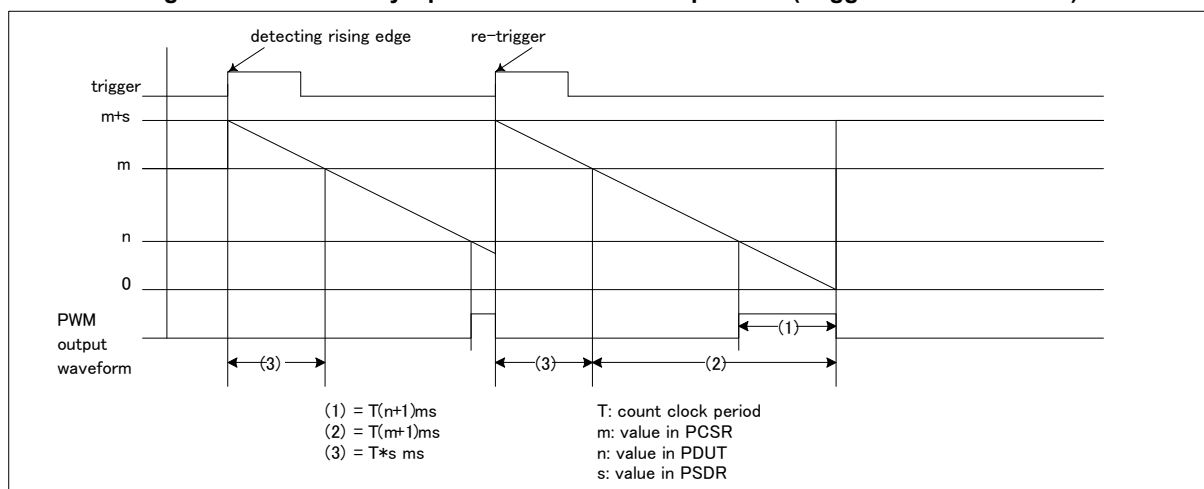 detecting rising edge
re-trigger
trigger
m+s
m
n
0
PWM
output
waveform
(1)
(3)
(3)
(2)
(1) = T(n+1)ms
(2) = T(m+1)ms
(3) = T*s ms
T: count clock period
m: value in PCSR
n: value in PDUT
s: value in PSDR